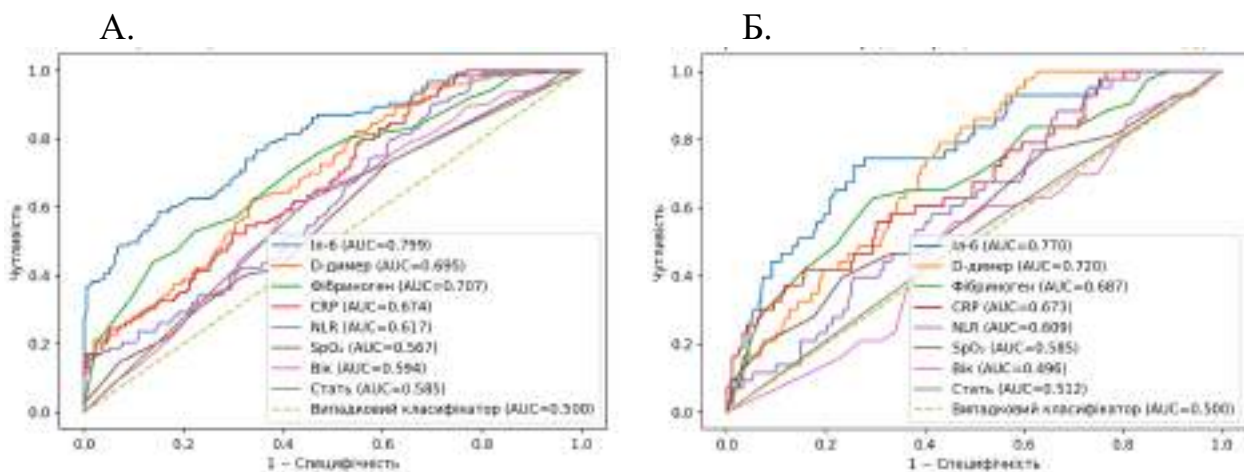 А.
Б.
1.0
0.8
0.6
0.4
0.2
0.0
Чутливість
Іл-6 (AUC=0.799)
D-димер (AUC=0.695)
Фібриноген (AUC=0.707)
CRP (AUC=0.674)
NLR (AUC=0.617)
SpO₂ (AUC=0.567)
Вік (AUC=0.594)
Стать (AUC=0.585)
Випадковий класифікатор (AUC=0.500)
0.0 0.2 0.4 0.6 0.8 1.0
1 − Специфічність
1.0
0.8
0.6
0.4
0.2
0.0
Чутливість
Іл-6 (AUC=0.770)
D-димер (AUC=0.720)
Фібриноген (AUC=0.687)
CRP (AUC=0.673)
NLR (AUC=0.609)
SpO₂ (AUC=0.585)
Вік (AUC=0.496)
Стать (AUC=0.512)
Випадковий класифікатор (AUC=0.500)
0.0 0.2 0.4 0.6 0.8 1.0
1 − Специфічність